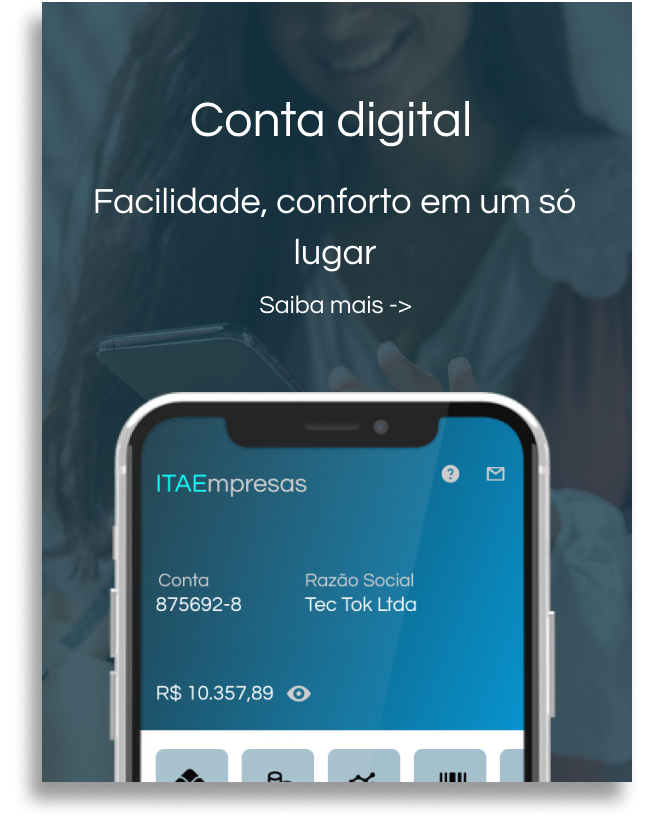 Conta digital
Facilidade, conforto em um só
lugar
Saiba mais ->
ITAEmpresas
Conta
Razão Social
875692-8
Tec Tok Ltda
R$ 10.357,89